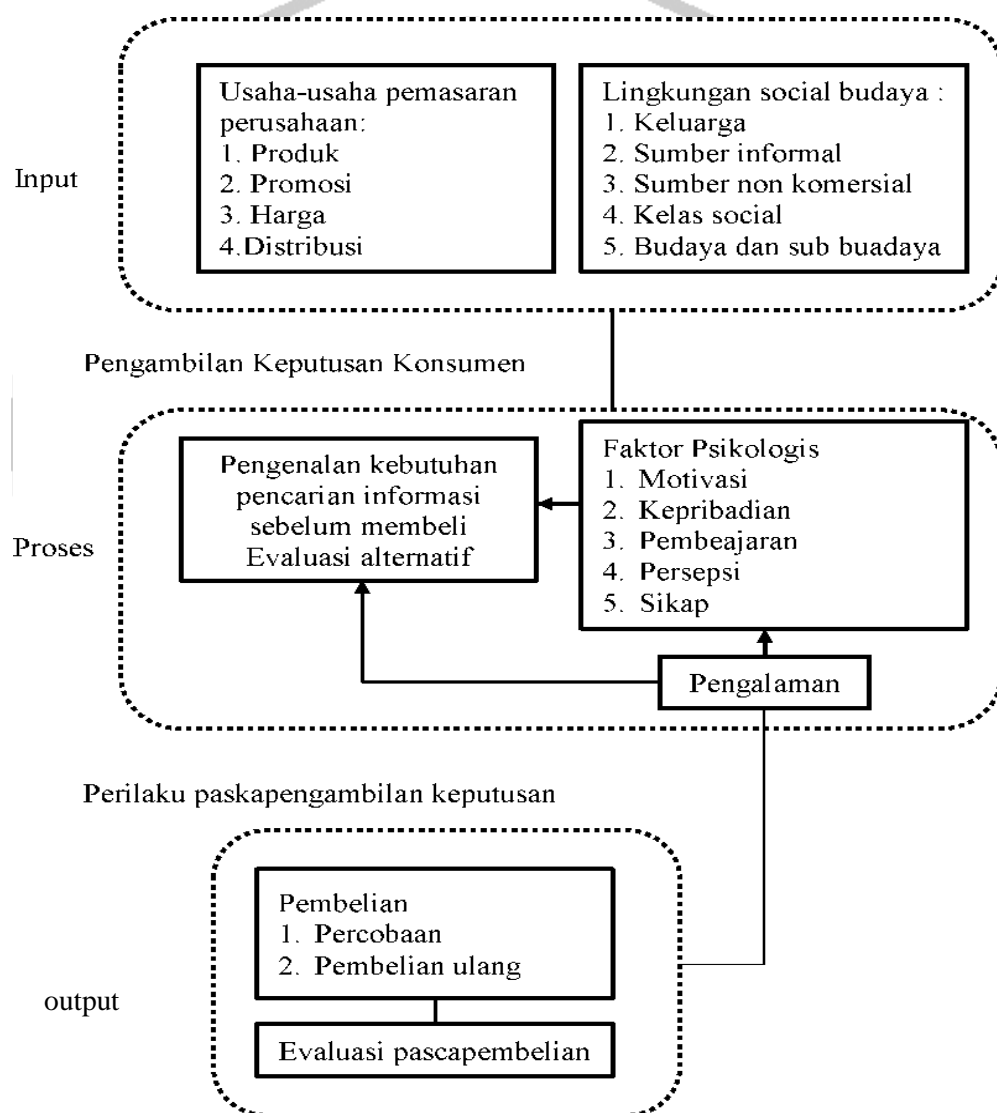 Input
Usaha-usaha pemasaran
perusahaan:
1. Produk
2. Promosi
3. Harga
4.Distribusi
Lingkungan social budaya :
1. Keluarga
2. Sumber informal
3. Sumber non komersial
4. Kelas social
5. Budaya dan sub buadaya
Pengambilan Keputusan Konsumen
Proses
Pengenalan kebutuhan
pencarian informasi
sebelum membeli
Evaluasi alternatif
Faktor Psikologis
1. Motivasi
2. Kepribadian
3. Pembeajaran
4. Persepsi
5. Sikap
Pengalaman
Perilaku paskapengambilan keputusan
output
Pembelian
1. Percobaan
2. Pembelian ulang
Evaluasi pascapembelian